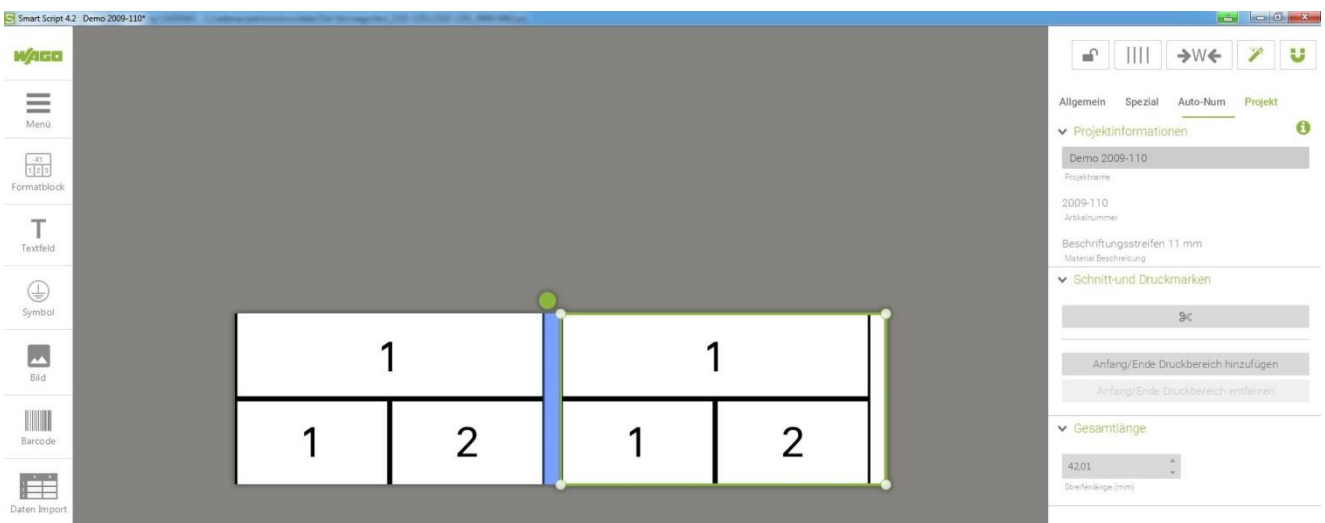 Smart Script 4.2 Demo 2009-110*
WAGO
Menü
-X1
1 2 3
Formatblock
T
Textfeld
Symbol
Bild
Barcode
Daten Import
1
1
1 2
1 2
→W←
Allgemein Spezial Auto-Num Projekt
Projektinformationen
Demo 2009-110
Projektname
2009-110
Artikelnummer
Beschriftungsstreifen 11 mm
Material Beschreibung
Schnitt-und Druckmarken
Anfang/Ende Druckbereich hinzufügen
Anfang/Ende Druckbereich entfernen
Gesamtlänge
42,01
Streifenlänge (mm)